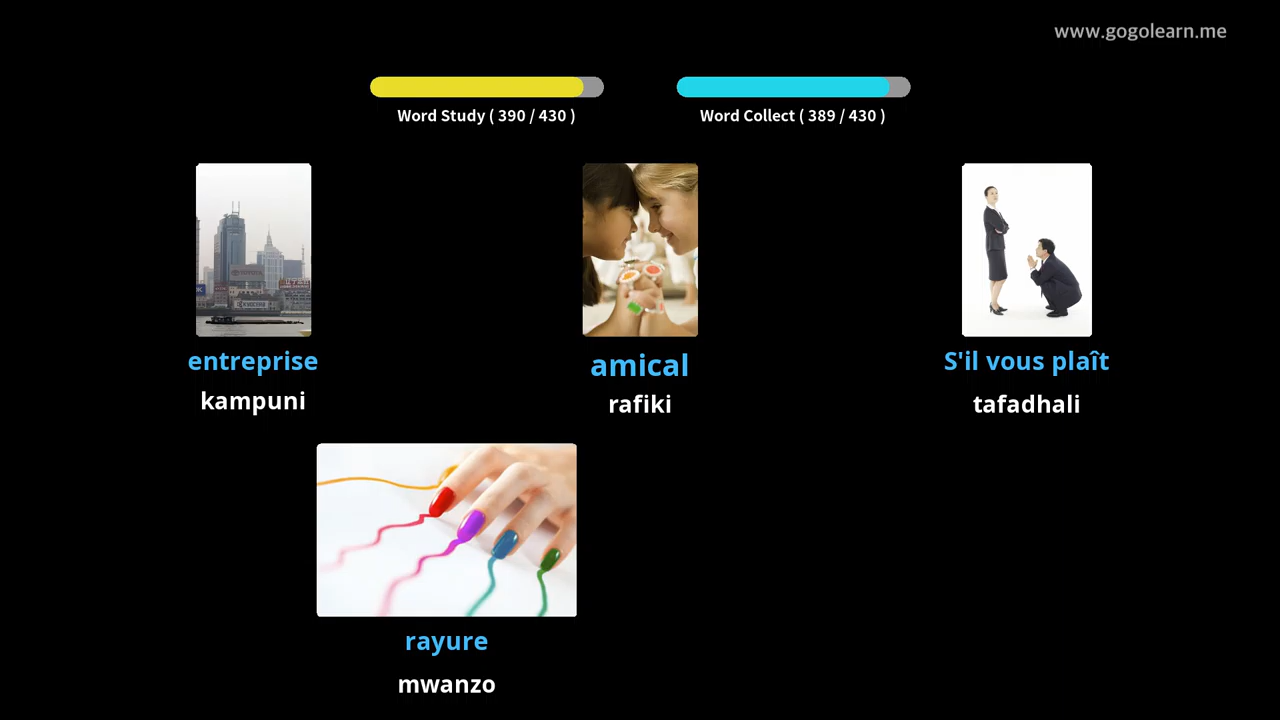 www.gogolearn.me
Word Study ( 390 / 430 )
Word Collect ( 389 / 430 )
entreprise
amical
S'il vous plaît
kampuni
rafiki
tafadhali
rayure
mwanzo